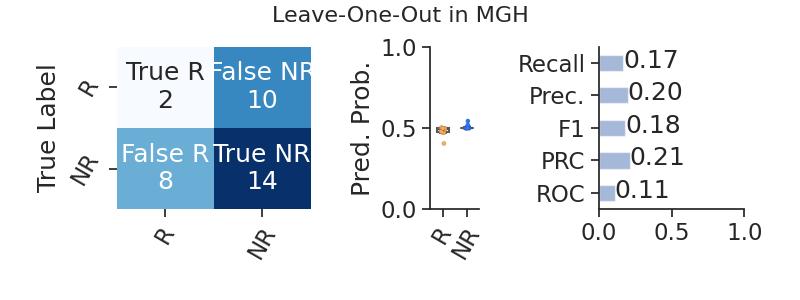 Leave-One-Out in MGH
True Label
R
NR
True R
2
False NR
10
False R
8
True NR
14
R
NR
Pred. Prob.
1.0
0.5
0.0
R
NR
Recall
0.17
Prec.
0.20
F1
0.18
PRC
0.21
ROC
0.11
0.0
0.5
1.0